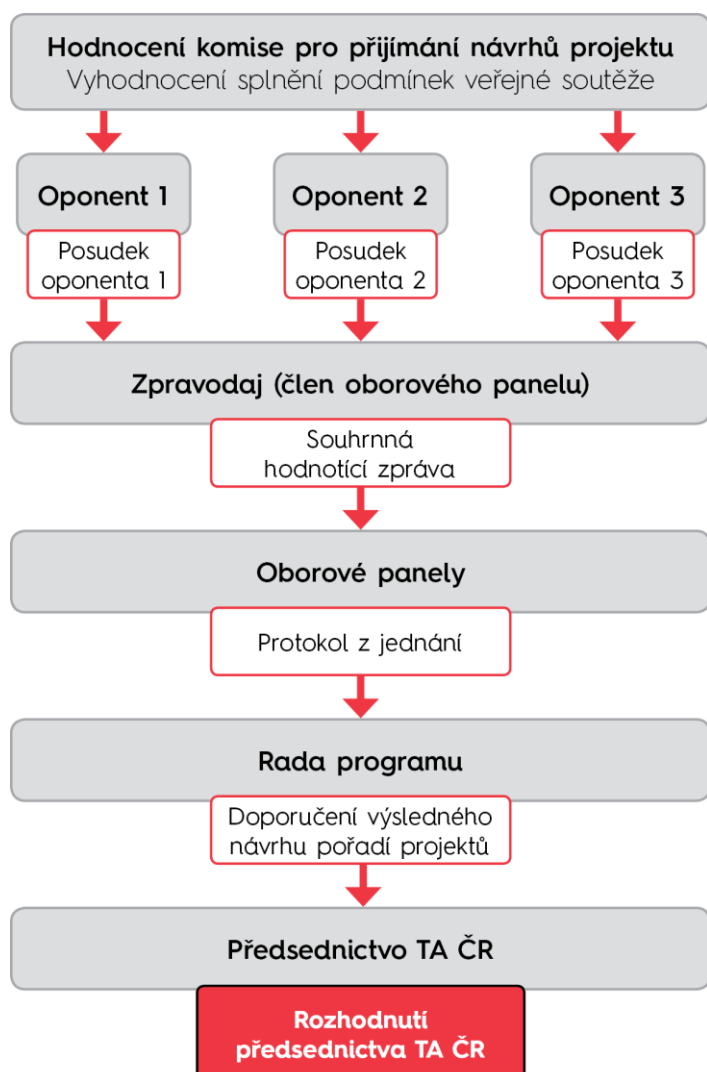 Hodnocení komise pro přijímání návrhů projektu
Vyhodnocení splnění podmínek veřejné soutěže
Oponent 1
Oponent 2
Oponent 3
Posudek
oponenta 1
Posudek
oponenta 2
Posudek
oponenta 3
Zpravodaj (člen oborového panelu)
Souhrnná
hodnotící zpráva
Oborové panely
Protokol z jednání
Rada programu
Doporučení výsledného
návrhu pořadí projektů
Předsednictvo TA ČR
Rozhodnutí
předsednictva TA ČR